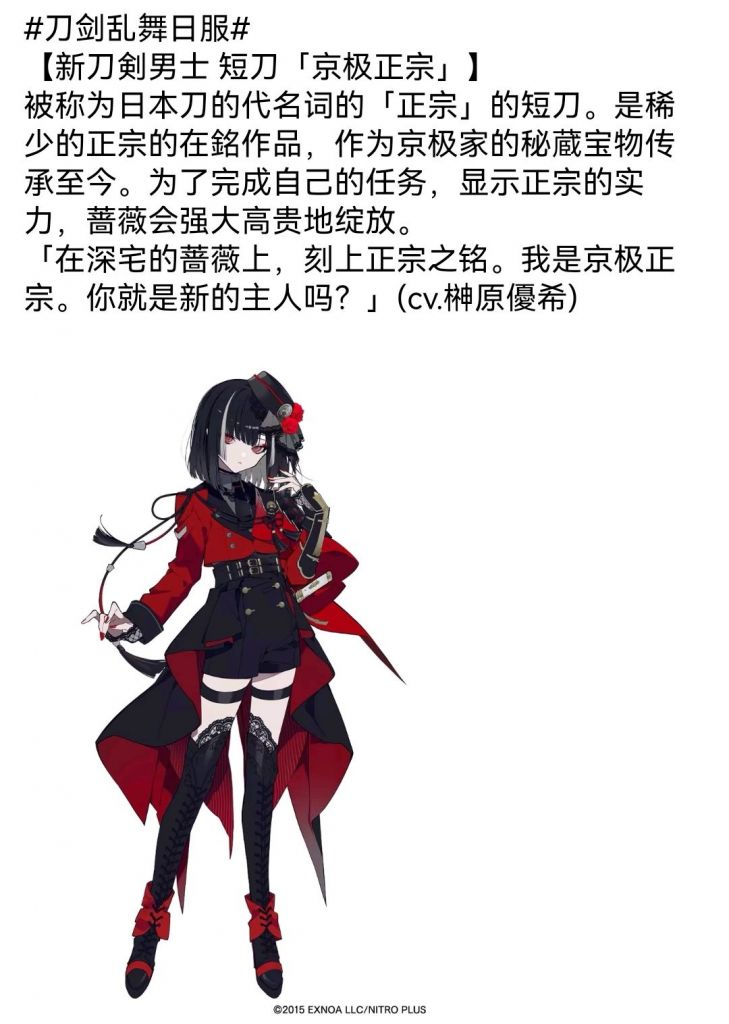 #刀剑乱舞日服#
【新刀剣男士 短刀「京极正宗」】
被称为日本刀的代名词的「正宗」的短刀。是稀
少的正宗的在銘作品，作为京极家的秘蔵宝物传
承至今。为了完成自己的任务，显示正宗的实
力，蔷薇会强大高贵地绽放。
「在深宅的蔷薇上，刻上正宗之铭。我是京极正
宗。你就是新的主人吗？」(cv.榊原優希)
©2015 EXNOA LLC/NITRO PLUS